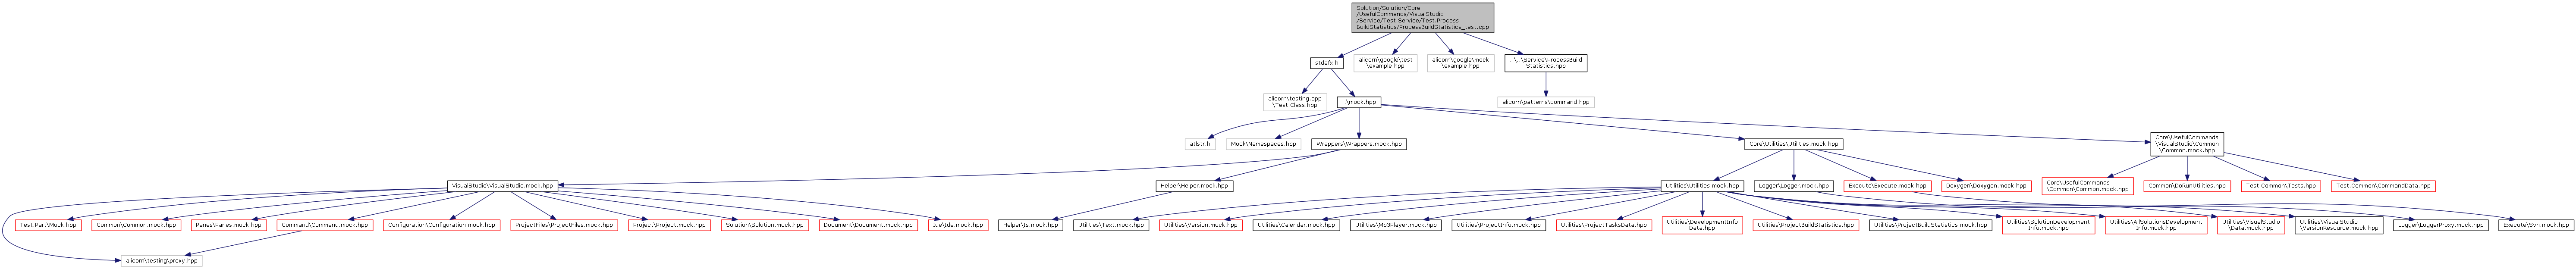 Solution/Solution/Core
/UsefulCommands/VisualStudio
/Service/Test.Service/Test.Process
BuildStatistics/ProcessBuildStatistics_test.cpp
stdafx.h
alicorn\google\test
\example.hpp
alicorn\google\mock
\example.hpp
..\..\Service\ProcessBuild
Statistics.hpp
alicorn\testing.app
\Test.Class.hpp
...\mock.hpp
alicorn\patterns\command.hpp
atlstr.h
Mock\Namespaces.hpp
Wrappers\Wrappers.mock.hpp
Core\Utilities\Utilities.mock.hpp
Core\UsefulCommands
\VisualStudio\Common
\Common.mock.hpp
VisualStudio\VisualStudio.mock.hpp
Helper\Helper.mock.hpp
Utilities\Utilities.mock.hpp
Logger\Logger.mock.hpp
Execute\Execute.mock.hpp
Doxygen\Doxygen.mock.hpp
Core\UsefulCommands
\Common\Common.mock.hpp
Common\DoRunUtilities.hpp
Test.Common\Tests.hpp
Test.Common\CommandData.hpp
Test.Part\Mock.hpp
Common\Common.mock.hpp
Panes\Panes.mock.hpp
Command\Command.mock.hpp
Configuration\Configuration.mock.hpp
ProjectFiles\ProjectFiles.mock.hpp
Project\Project.mock.hpp
Solution\Solution.mock.hpp
Document\Document.mock.hpp
Ide\Ide.mock.hpp
Helper\Is.mock.hpp
Utilities\Text.mock.hpp
Utilities\Version.mock.hpp
Utilities\Calendar.mock.hpp
Utilities\Mp3Player.mock.hpp
Utilities\ProjectInfo.mock.hpp
Utilities\ProjectTasksData.hpp
Utilities\DevelopmentInfo
Data.mock.hpp
Utilities\ProjectBuildStatistics.hpp
Utilities\ProjectBuildStatistics.mock.hpp
Utilities\SolutionDevelopment
Info.mock.hpp
Utilities\AllSolutionsDevelopment
Info.mock.hpp
Utilities\VisualStudio
\Data.mock.hpp
Utilities\VisualStudio
\VersionResource.mock.hpp
Logger\LoggerProxy.mock.hpp
Execute\Svn.mock.hpp
alicorn\testing\proxy.hpp